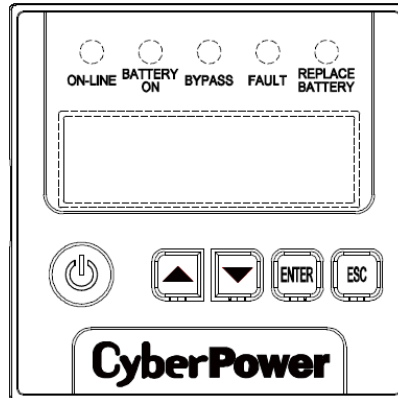 ON-LINE BATTERY ON BYPASS FAULT REPLACE BATTERY
ENTER ESC
CyberPower